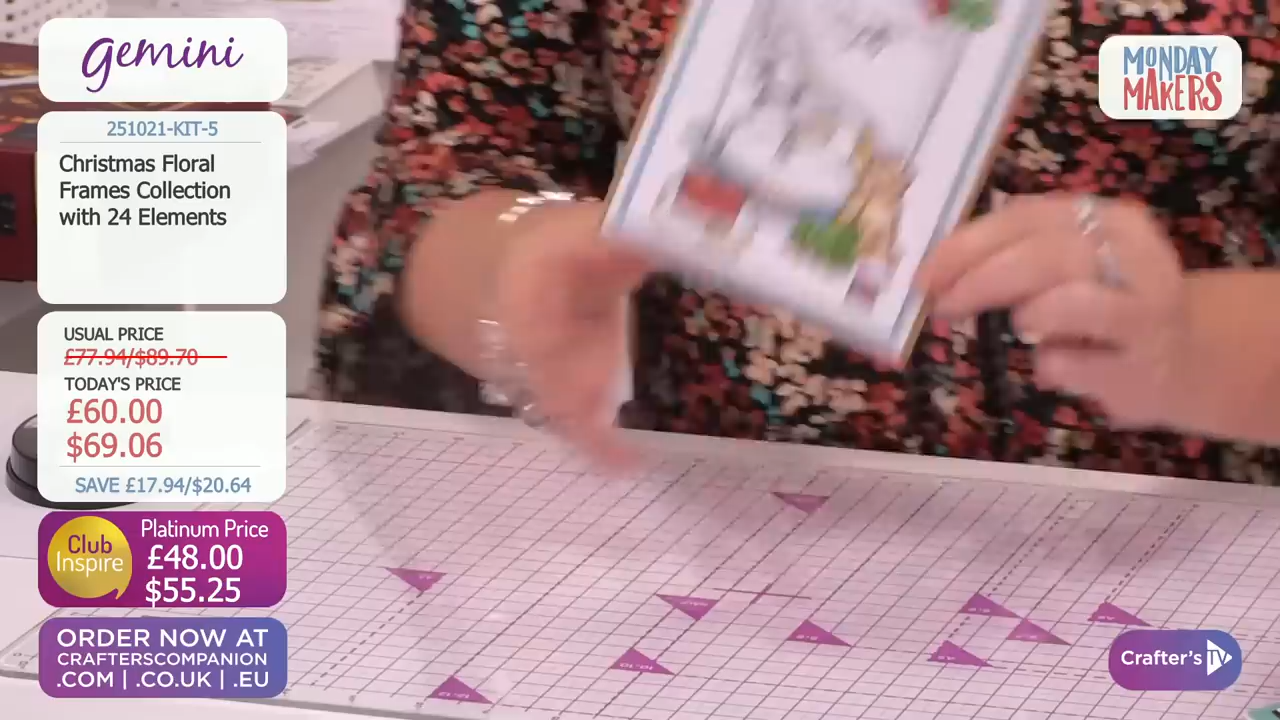 gemini
251021-KIT-5
Christmas Floral
Frames Collection
with 24 Elements
USUAL PRICE
£77.94/$89.70
TODAY'S PRICE
£60.00
$69.06
SAVE £17.94/$20.64
Club
Inspire
Platinum Price
£48.00
$55.25
ORDER NOW AT
CRAFTERSCOMPANION
.COM | .CO.UK | .EU
MONDAY
MAKERS
Crafter's TV